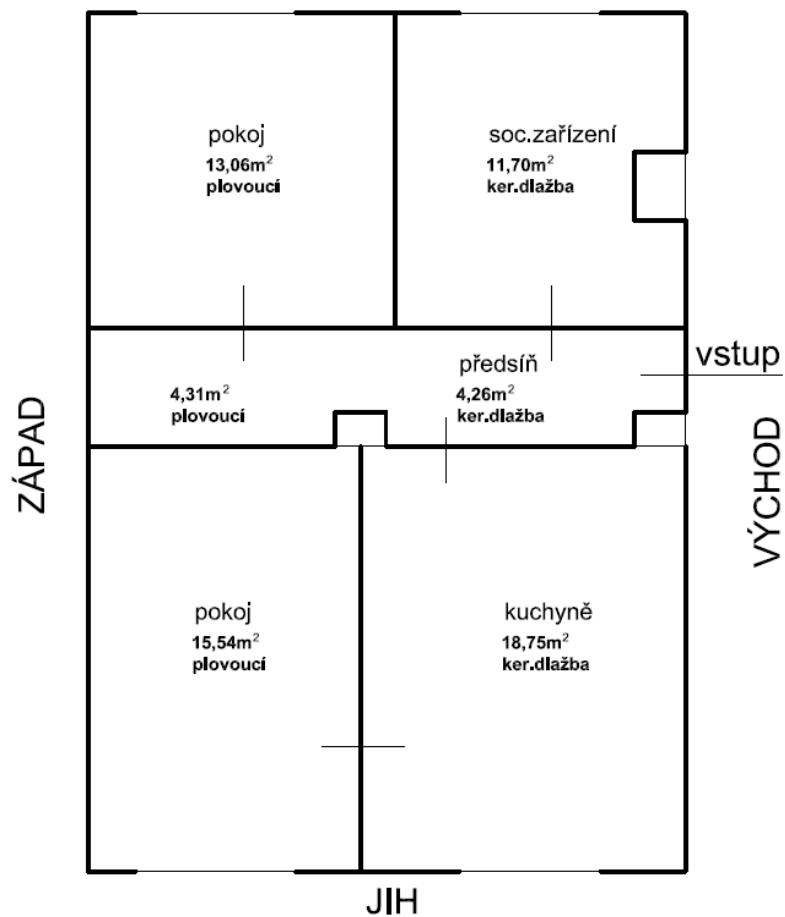 pokoj
13,06m²
plovoucí
soc.zařízení
11,70m²
ker.dlažba
předsíň
4,31m²
plovoucí
4,26m²
ker.dlažba
vstup
ZÁPAD
VÝCHOD
pokoj
15,54m²
plovoucí
kuchyně
18,75m²
ker.dlažba
JIH